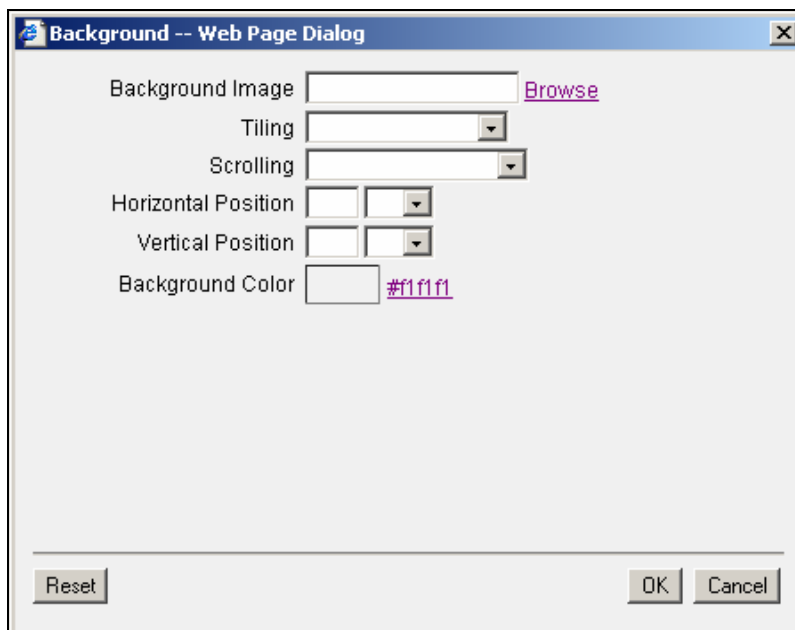 Background -- Web Page Dialog
Background Image Browse
Tiling
Scrolling
Horizontal Position
Vertical Position
Background Color #f1f1f1
Reset OK Cancel